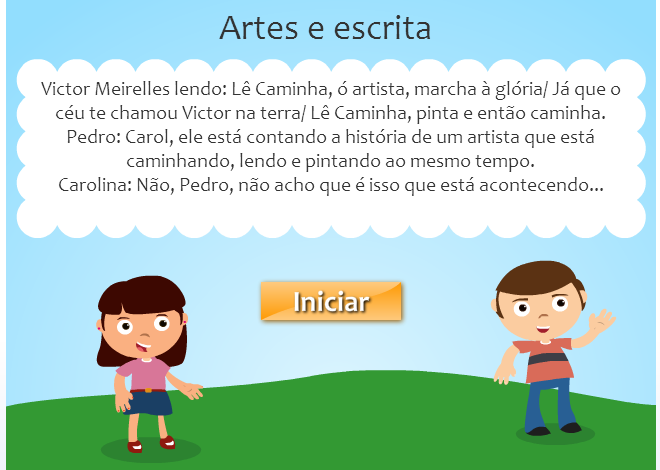 Artes e escrita
Victor Meirelles lendo: Lê Caminha, ó artista, marcha à glória/ Já que o
céu te chamou Victor na terra/ Lê Caminha, pinta e então caminha.
Pedro: Carol, ele está contando a história de um artista que está
caminhando, lendo e pintando ao mesmo tempo.
Carolina: Não, Pedro, não acho que é isso que está acontecendo...
Iniciar